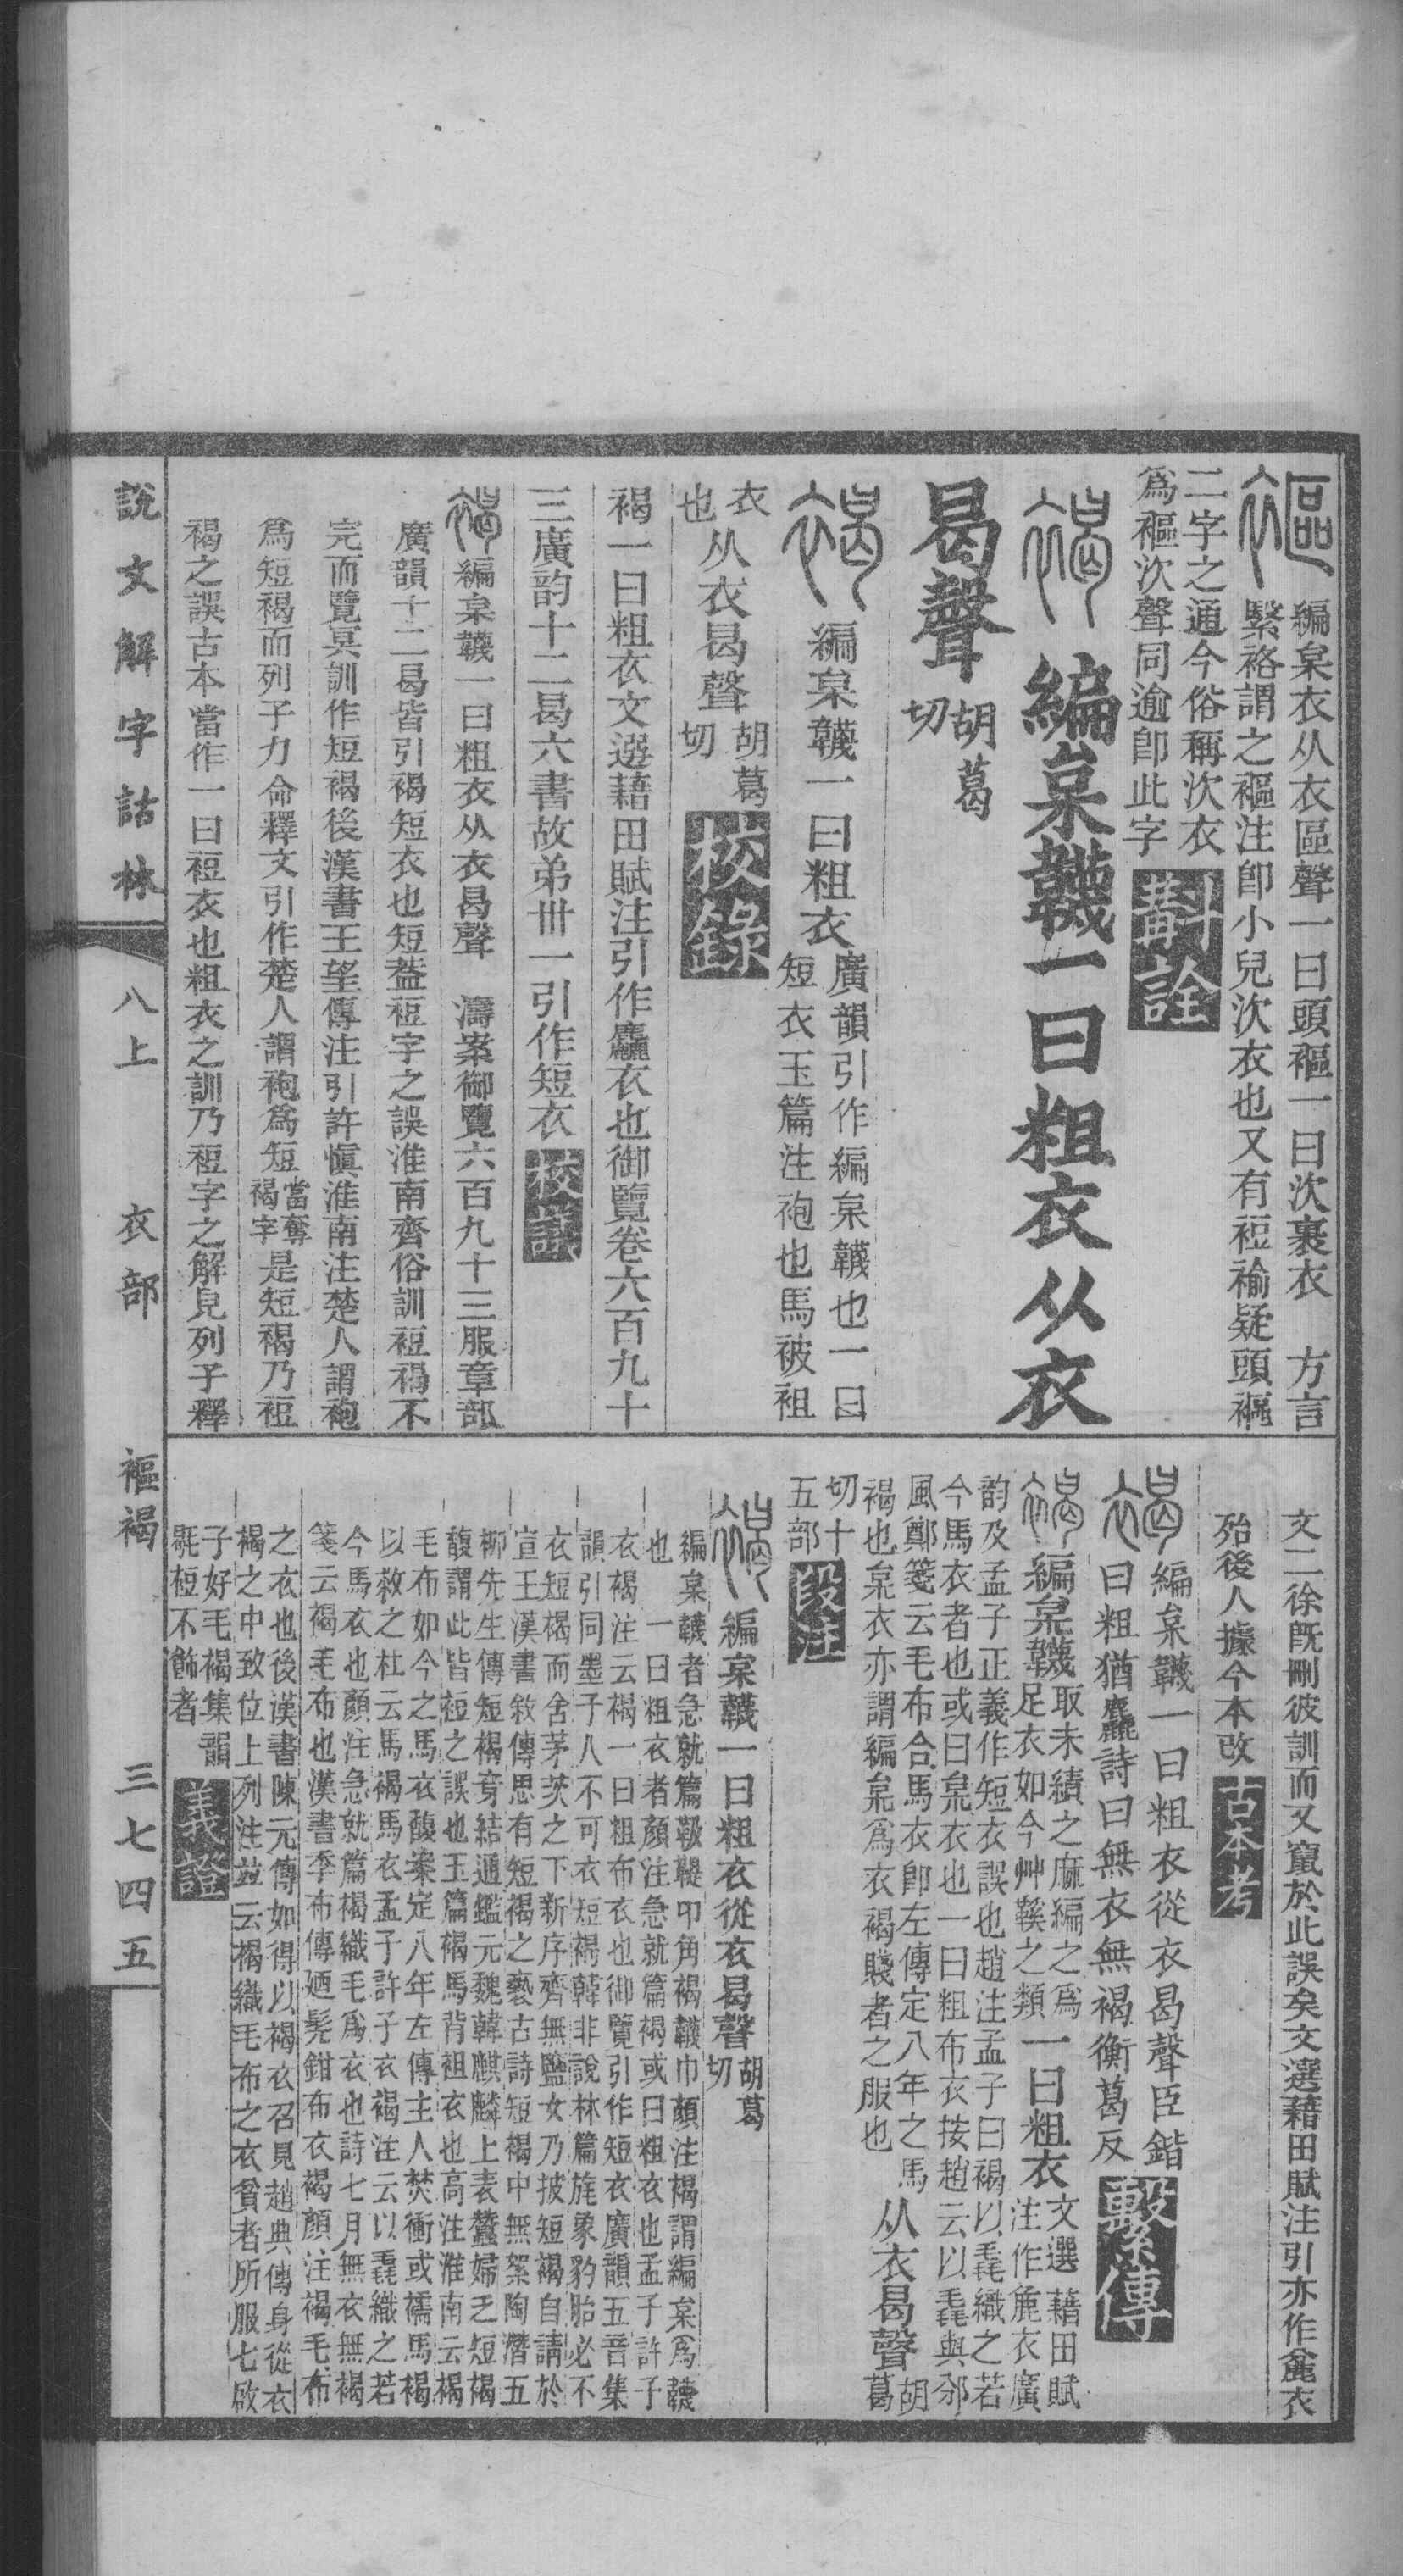 編枲衣从衣區聲一曰頭褔一曰次裹衣 方言
緊袼謂之褔注卽小兒次衣也又有裋褕疑頭褔
二字之通今俗稱次衣
爲褔次聲同逾卽此字
斠詮
編枲韈一曰粗衣从衣
曷聲
胡葛
切
編枲韈一曰粗衣
廣韻引作編枲韈也一曰
短衣玉篇注袍也馬被袓
衣
也
从衣曷聲
胡葛
切
校錄
褐一曰粗衣文選藉田賦注引作麤衣也御覽卷六百九十
三廣韵十二曷六書故弟卅一引作短衣
校議
編枲韈一曰粗衣从衣曷聲 濤案御覽六百九十三服章部
廣韻十二曷皆引褐短衣也短葢裋字之誤淮南齊俗訓裋褐不
完而覽冥訓作短褐後漢書王望傳注引許愼淮南注楚人謂袍
爲短褐而列子力命釋文引作楚人謂袍爲短
當奪
褐字
是短褐乃裋
褐之誤古本當作一曰裋衣也粗衣之訓乃裋字之解見列子釋
文二徐旣刪彼訓而又竄於此誤矣文選藉田賦注引亦作麄衣
殆後人據今本改
古本考
編枲韈一曰粗衣從衣曷聲臣鍇
曰粗猶麤詩曰無衣無褐衡葛反
繫傳
編枲韈
取未績之麻編之爲
足衣如今艸鞵之類
一曰粗衣
文選藉田賦
注作麄衣廣
韵及孟子正義作短衣誤也趙注孟子曰褐以毳織之若
今馬衣者也或曰枲衣也一曰粗布衣按趙云以毳與邠
風鄭箋云毛布合馬衣卽左傳定八年之馬
褐也枲衣亦謂編枲爲衣褐賤者之服也
从衣曷聲
胡
葛
切十
五部
段注
編枲韈一曰粗衣從衣曷聲
胡葛
切
編枲韈者急就篇靸鞮卬角褐韈巾顏注褐謂編枲爲韈
也一曰粗衣者顏注急就篇褐或曰粗衣也孟子許子
衣褐注云褐一曰粗布衣也御覽引作短衣廣韻五音集
韻引同墨子八不可衣短褐韓非說林篇旄象豹胎必不
衣短褐而舍茅茨之下新序齊無鹽女乃披短褐自請於
宣王漢書敘傳思有短褐之褻古詩短褐中無絮陶潛五
柳先生傳短褐穿結通鑑元魏韓麒麟上表蠶婦乏短褐
馥謂此皆裋之誤也玉篇褐馬背袓衣也高注淮南云褐
毛布如今之馬衣馥案定八年左傳主人焚衝或濡馬褐
以救之杜云馬褐馬衣孟子許子衣褐注云以毳織之若
今馬衣也顏注急就篇褐織毛爲衣也詩七月無衣無褐
箋云褐毛布也漢書季布傳廼髠鉗布衣褐顏注褐毛布
之衣也後漢書陳元傳如得以褐衣召見趙典傳身從衣
褐之中致位上列注竝云褐織毛布之衣貧者所服七啟
子好毛褐集韻
毼裋不飾者
義證
說文解字詁林 八上 衣部 褔褐 三七四五